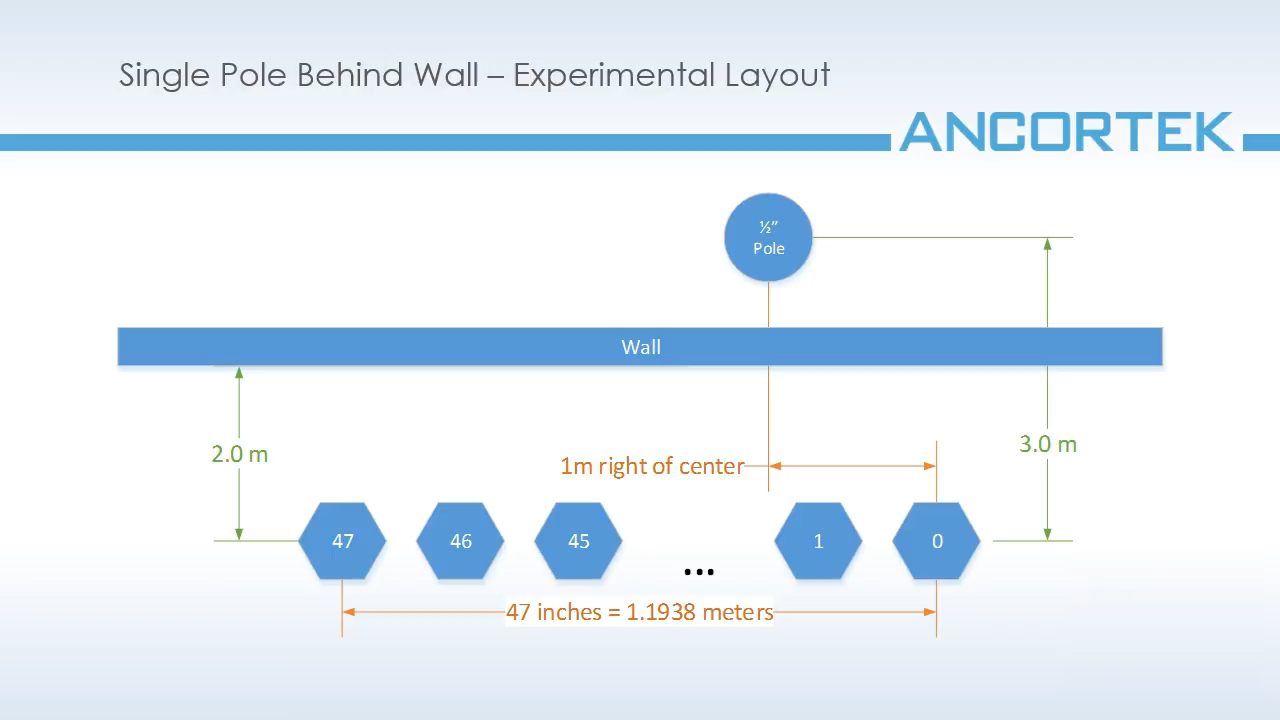 Single Pole Behind Wall – Experimental Layout
ANCORTEK
½”
Pole
Wall
2.0 m
3.0 m
1m right of center
47
46
45
...
1
0
47 inches = 1.1938 meters